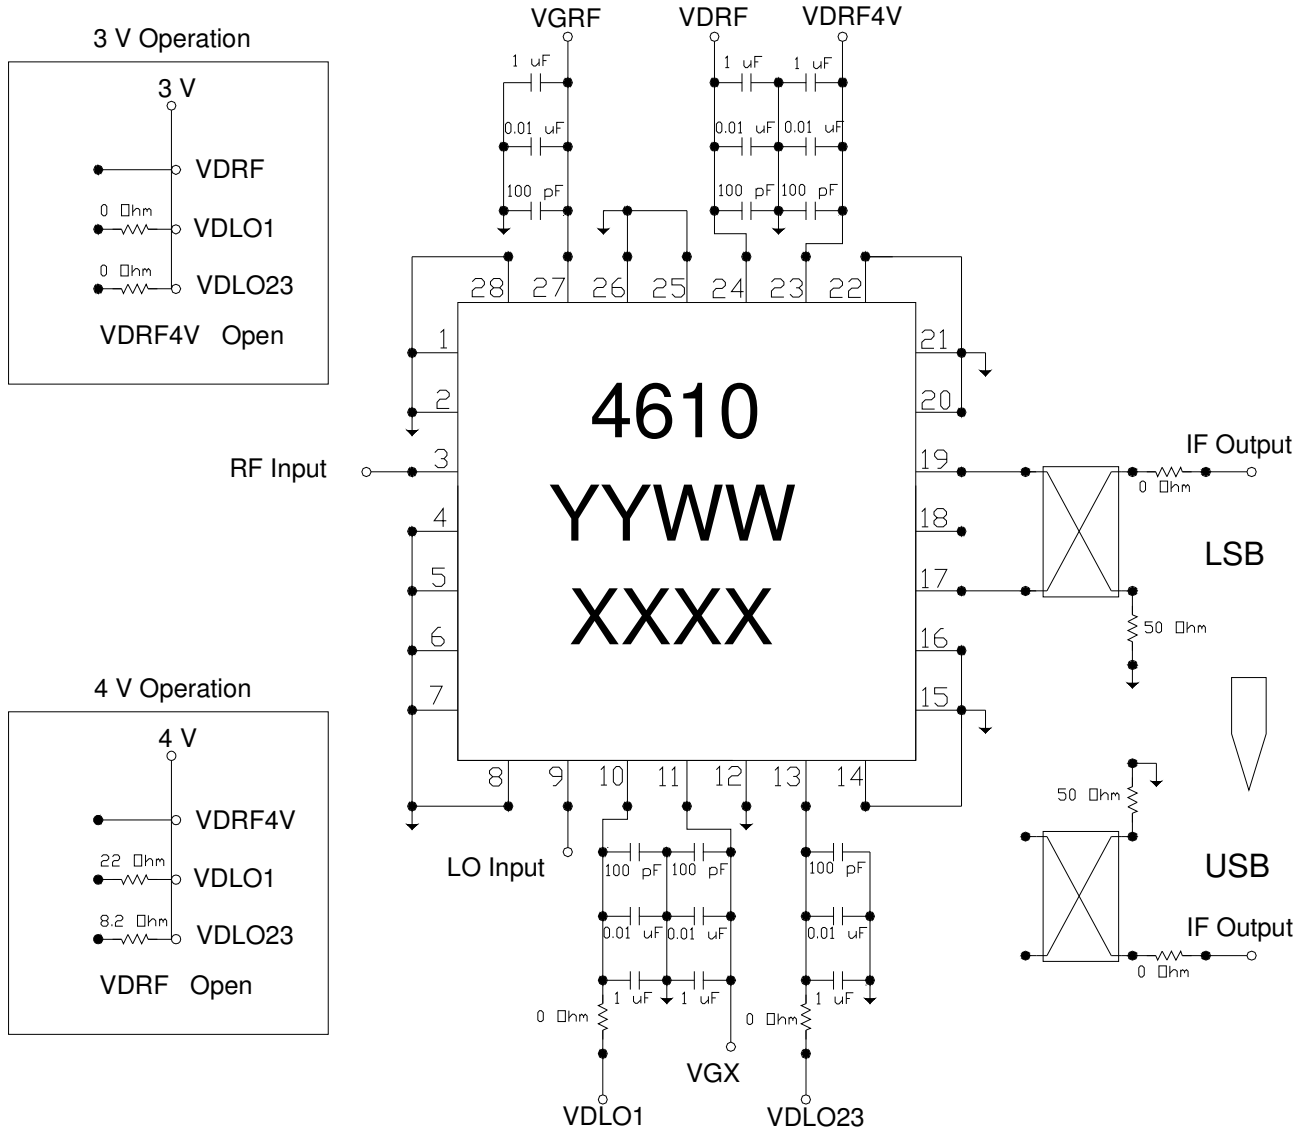 3 V Operation
3 V
VDRF
0 Ohm
VDLO1
0 Ohm
VDLO23
VDRF4V Open
4 V Operation
4 V
VDRF4V
22 Ohm
VDLO1
8.2 Ohm
VDLO23
VDRF Open
VGRF VDRF VDRF4V
1 uF 1 uF 1 uF
0.01 uF 0.01 uF 0.01 uF
100 pF 100 pF 100 pF
28 27 26 25 24 23 22
1 21
2 20
RF Input 3 19
4 18
5 17
6 16
7 15
4610
YYWW
XXXX
8 9 10 11 12 13 14
LO Input
100 pF 100 pF 100 pF
0.01 uF 0.01 uF 0.01 uF
1 uF 1 uF 1 uF
0 Ohm 0 Ohm
VGX
VDLO1 VDLO23
IF Output
0 Ohm
LSB
50 Ohm
50 Ohm
USB
IF Output
0 Ohm